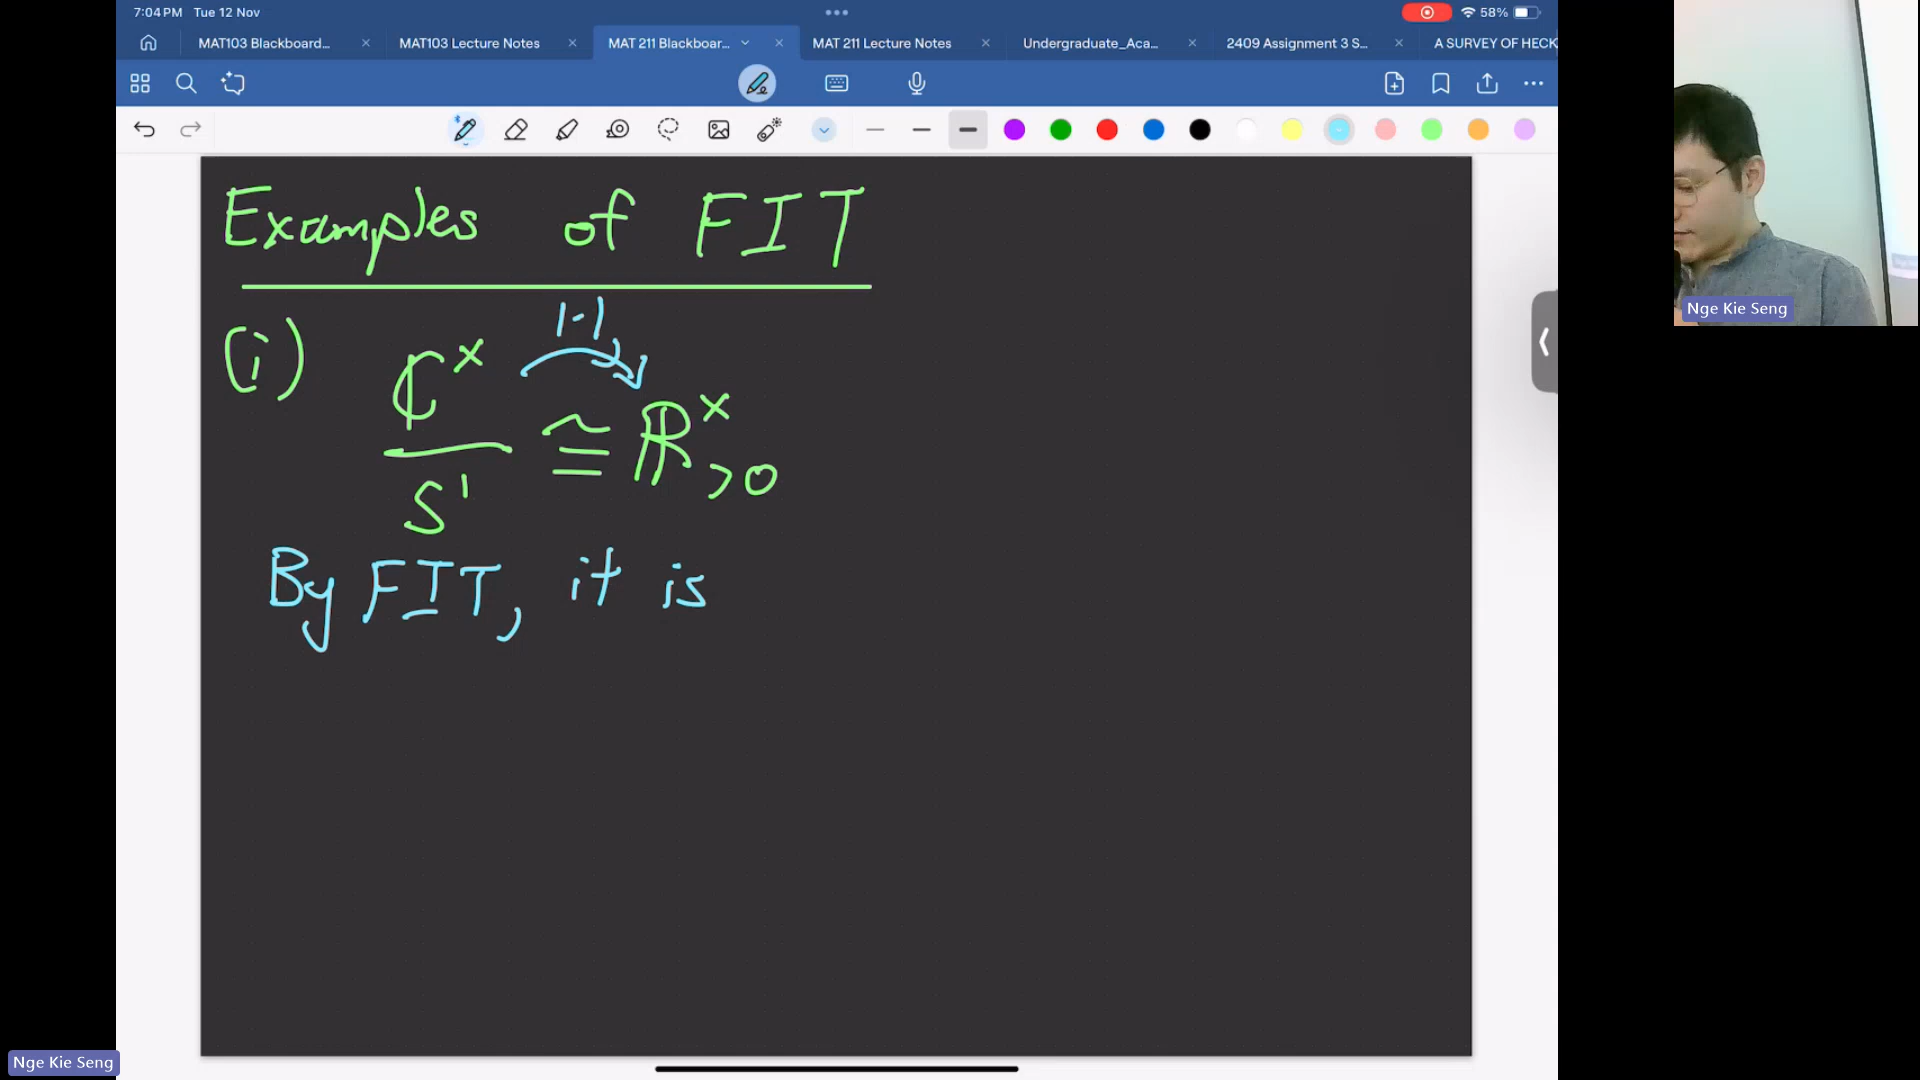 7:04 PM Tue 12 Nov
58%
MAT103 Blackboard...
MAT103 Lecture Notes
MAT 211 Blackboar...
MAT 211 Lecture Notes
Undergraduate_Aca...
2409 Assignment 3 S...
A SURVEY OF HECK
Examples of FIT
1-1
(i) ℂ^×/S^1 ≅ ℝ^×_{>0}
By FIT, it is
Nge Kie Seng
Nge Kie Seng